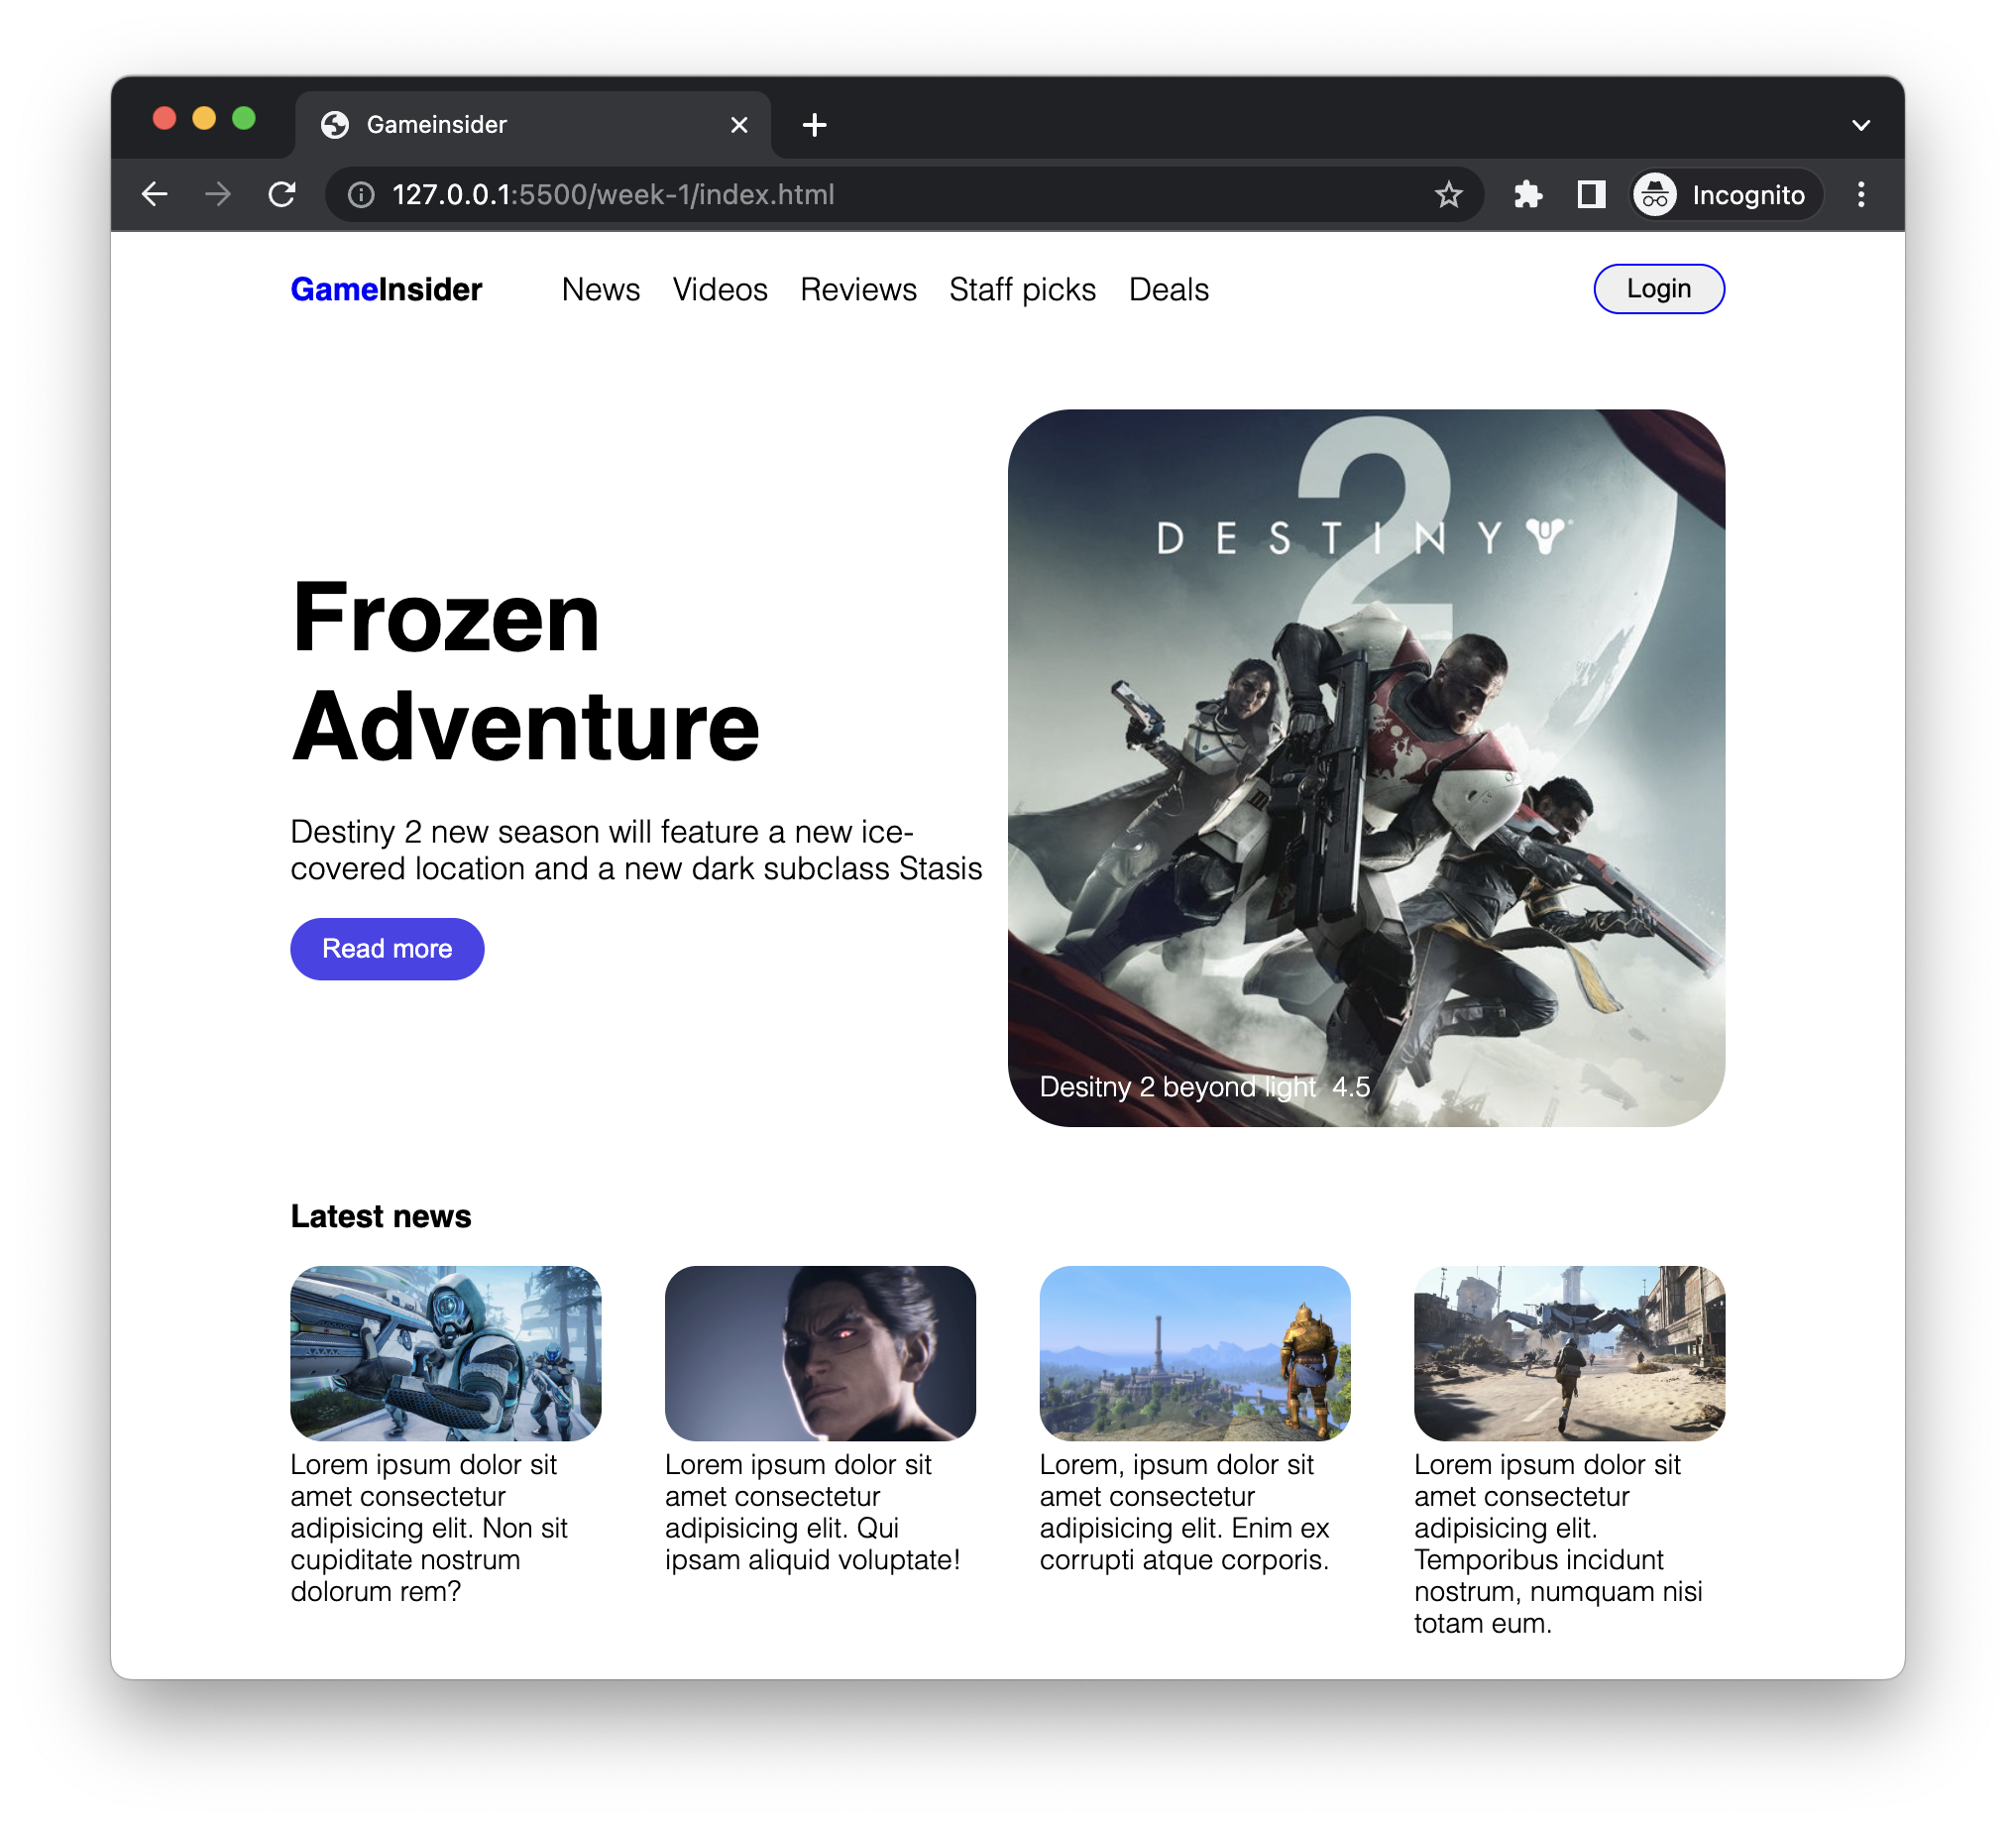 Gameinsider
127.0.0.1:5500/week-1/index.html
Incognito
GameInsider News Videos Reviews Staff picks Deals Login
2
DESTINY
Frozen
Adventure
Destiny 2 new season will feature a new ice-
covered location and a new dark subclass Stasis
Read more
Desitny 2 beyond light 4.5
Latest news
Lorem ipsum dolor sit
amet consectetur
adipisicing elit. Non sit
cupiditate nostrum
dolorum rem?
Lorem ipsum dolor sit
amet consectetur
adipisicing elit. Qui
ipsam aliquid voluptate!
Lorem, ipsum dolor sit
amet consectetur
adipisicing elit. Enim ex
corrupti atque corporis.
Lorem ipsum dolor sit
amet consectetur
adipisicing elit.
Temporibus incidunt
nostrum, numquam nisi
totam eum.